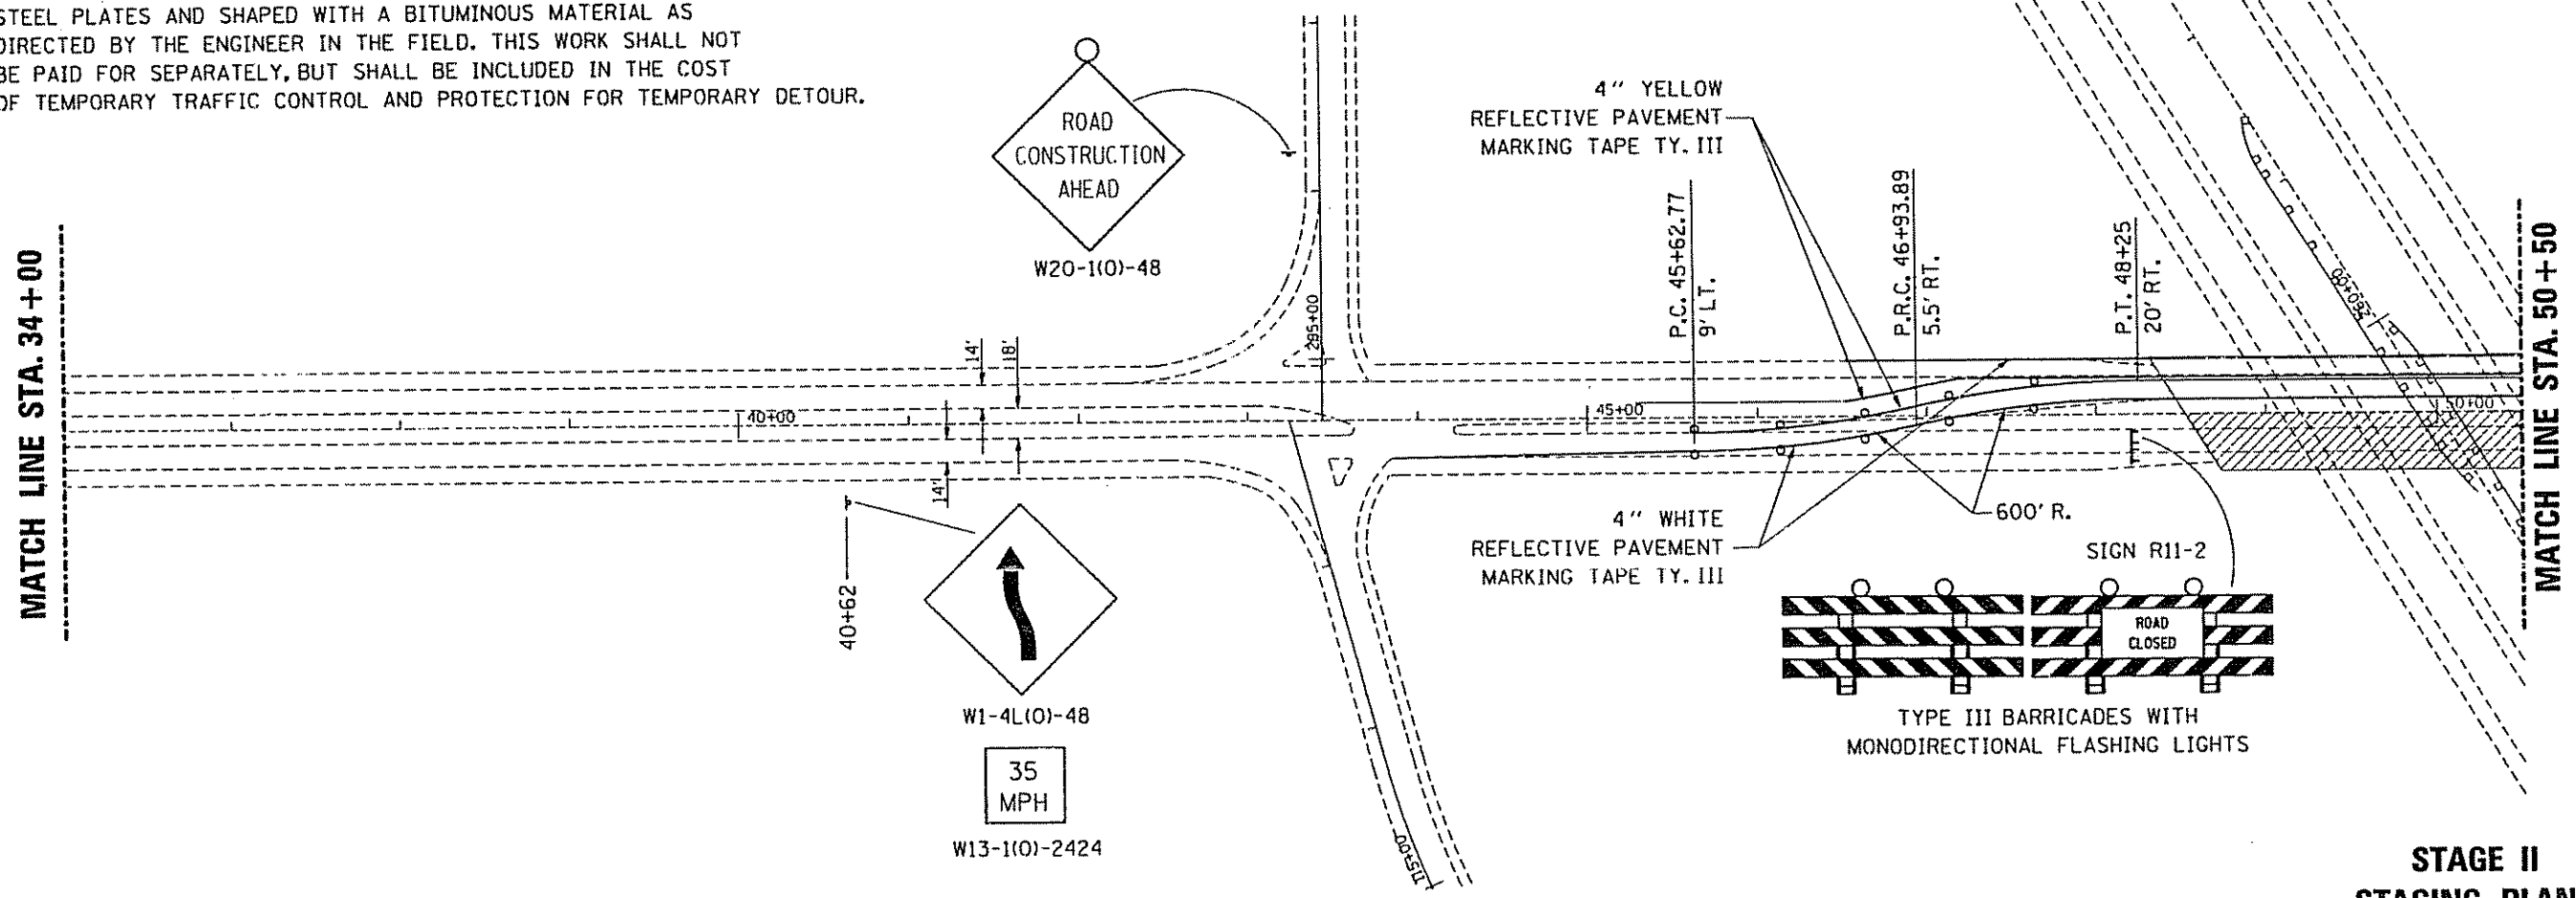 STEEL PLATES AND SHAPED WITH A BITUMINOUS MATERIAL AS
DIRECTED BY THE ENGINEER IN THE FIELD. THIS WORK SHALL NOT
BE PAID FOR SEPARATELY, BUT SHALL BE INCLUDED IN THE COST
OF TEMPORARY TRAFFIC CONTROL AND PROTECTION FOR TEMPORARY DETOUR.
ROAD
CONSTRUCTION
AHEAD
W20-1(O)-48
4" YELLOW
REFLECTIVE PAVEMENT
MARKING TAPE TY. III
P.C. 45+62.77
9' LT.
P.R.C. 46+93.89
5.5' RT.
P.T. 48+25
20' RT.
MATCH LINE STA. 34+00
MATCH LINE STA. 50+50
285+00
14'
18'
14'
40+00
45+00
50+00
40+62
4" WHITE
REFLECTIVE PAVEMENT
MARKING TAPE TY. III
600' R.
SIGN R11-2
ROAD
CLOSED
TYPE III BARRICADES WITH
MONODIRECTIONAL FLASHING LIGHTS
W1-4L(O)-48
35
MPH
W13-1(O)-2424
STAGE II
STAGING PLAN